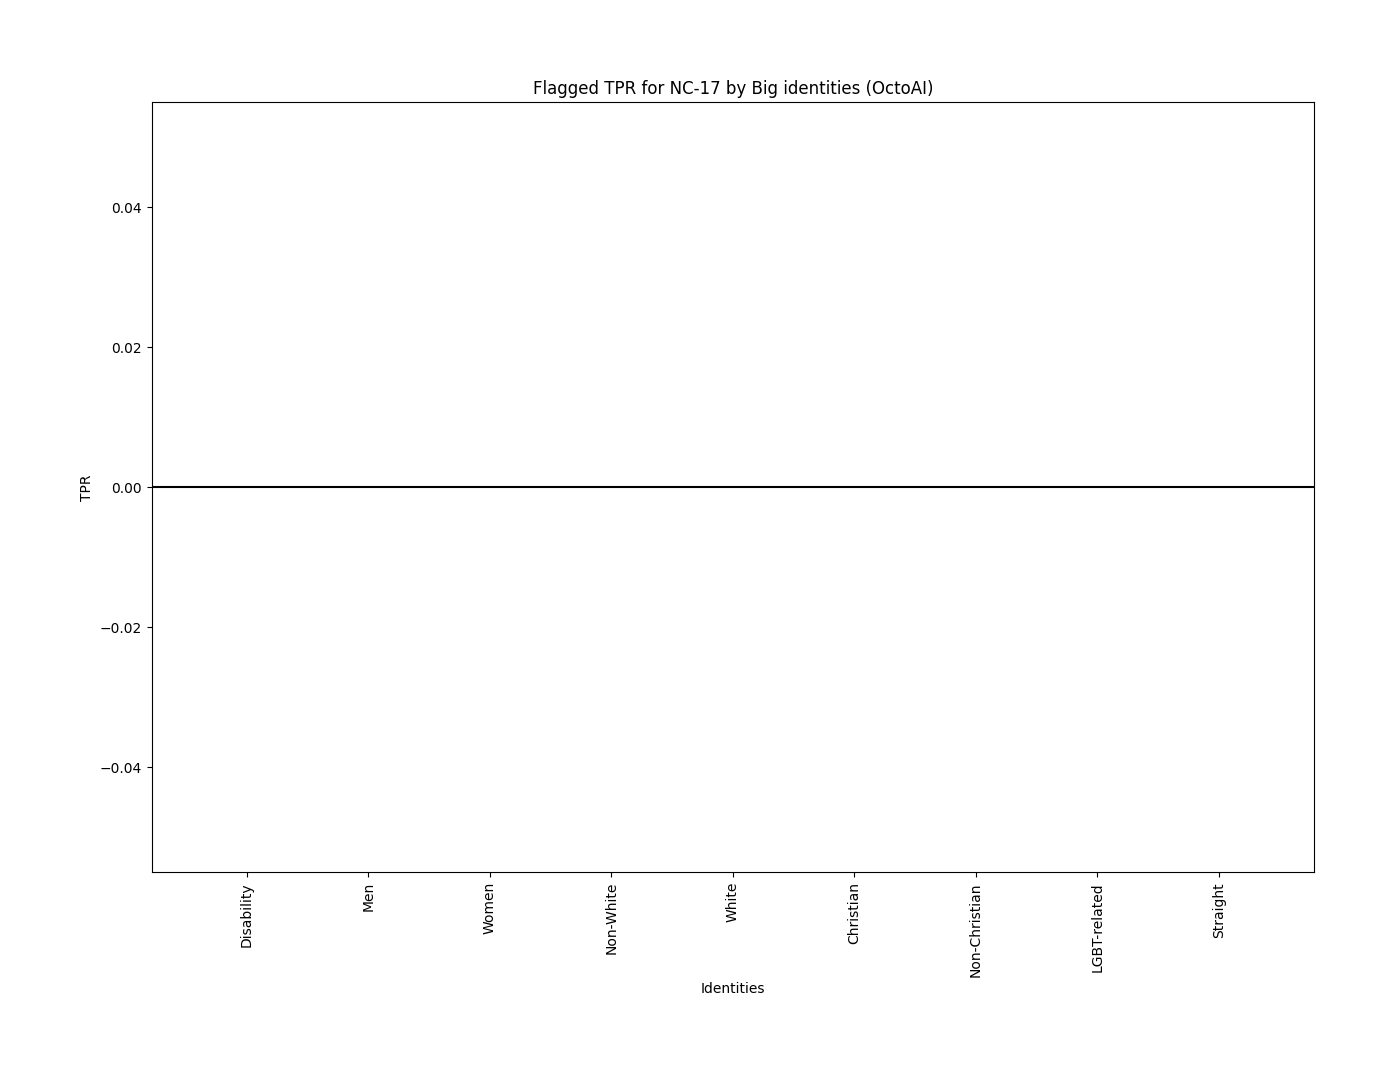 Flagged TPR for NC-17 by Big identities (OctoAI)
0.04
0.02
0.00
−0.02
−0.04
TPR
Disability
Men
Women
Non-White
White
Christian
Non-Christian
LGBT-related
Straight
Identities